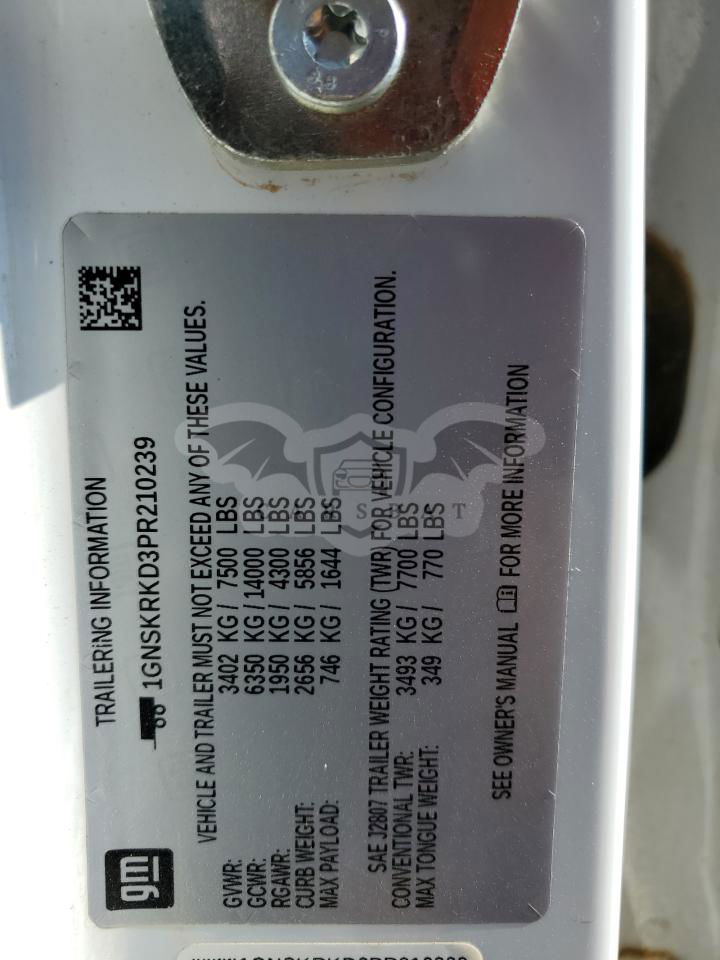 TRAILERING INFORMATION
1GNSKRKD3PR210239
gm
VEHICLE AND TRAILER MUST NOT EXCEED ANY OF THESE VALUES.
GVWR: 3402 KG / 7500 LBS
GCWR: 6350 KG / 14000 LBS
RGAWR: 1950 KG / 4300 LBS
CURB WEIGHT: 2656 KG / 5856 LBS
MAX PAYLOAD: 746 KG / 1644 LBS
SAE J2807 TRAILER WEIGHT RATING (TWR) FOR VEHICLE CONFIGURATION.
CONVENTIONAL TWR: 3493 KG / 7700 LBS
MAX TONGUE WEIGHT: 349 KG / 770 LBS
SEE OWNER'S MANUAL FOR MORE INFORMATION